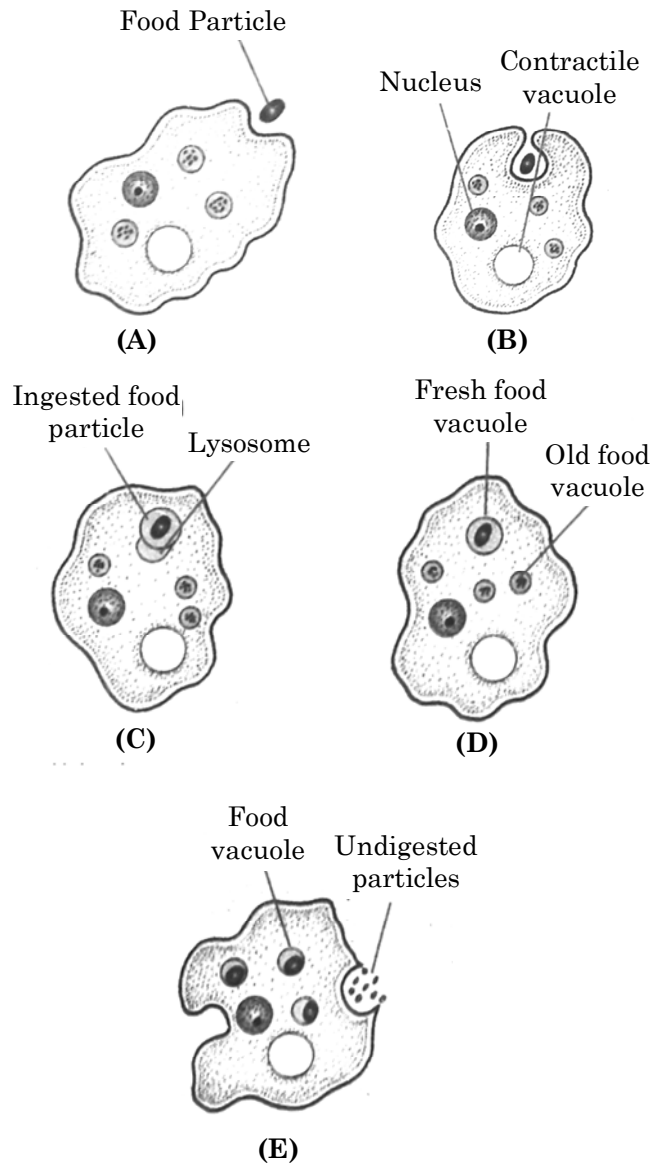 Food Particle
Nucleus
Contractile
vacuole
(A)
(B)
Ingested food
particle
Lysosome
Fresh food
vacuole
Old food
vacuole
(C)
(D)
Food
vacuole
Undigested
particles
(E)